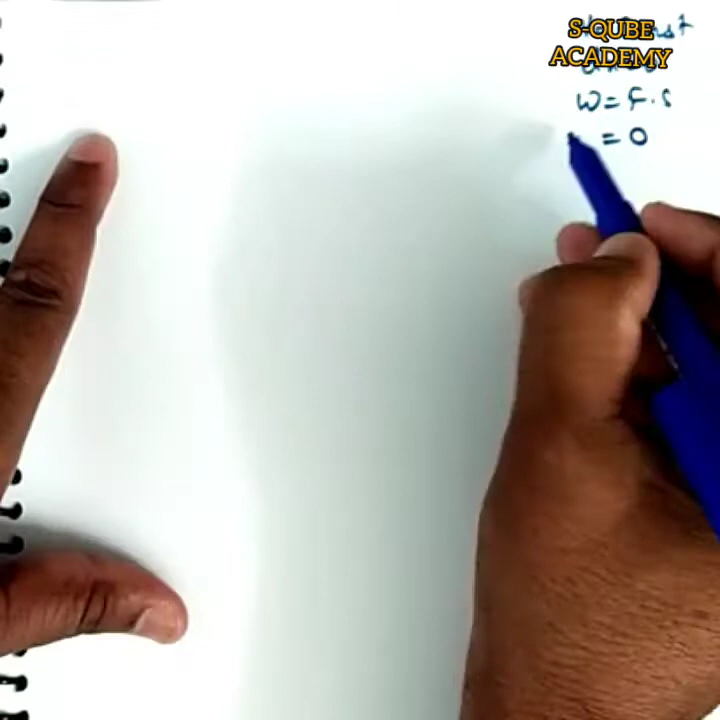 S-QUBE
ACADEMY
W = F.S
= 0